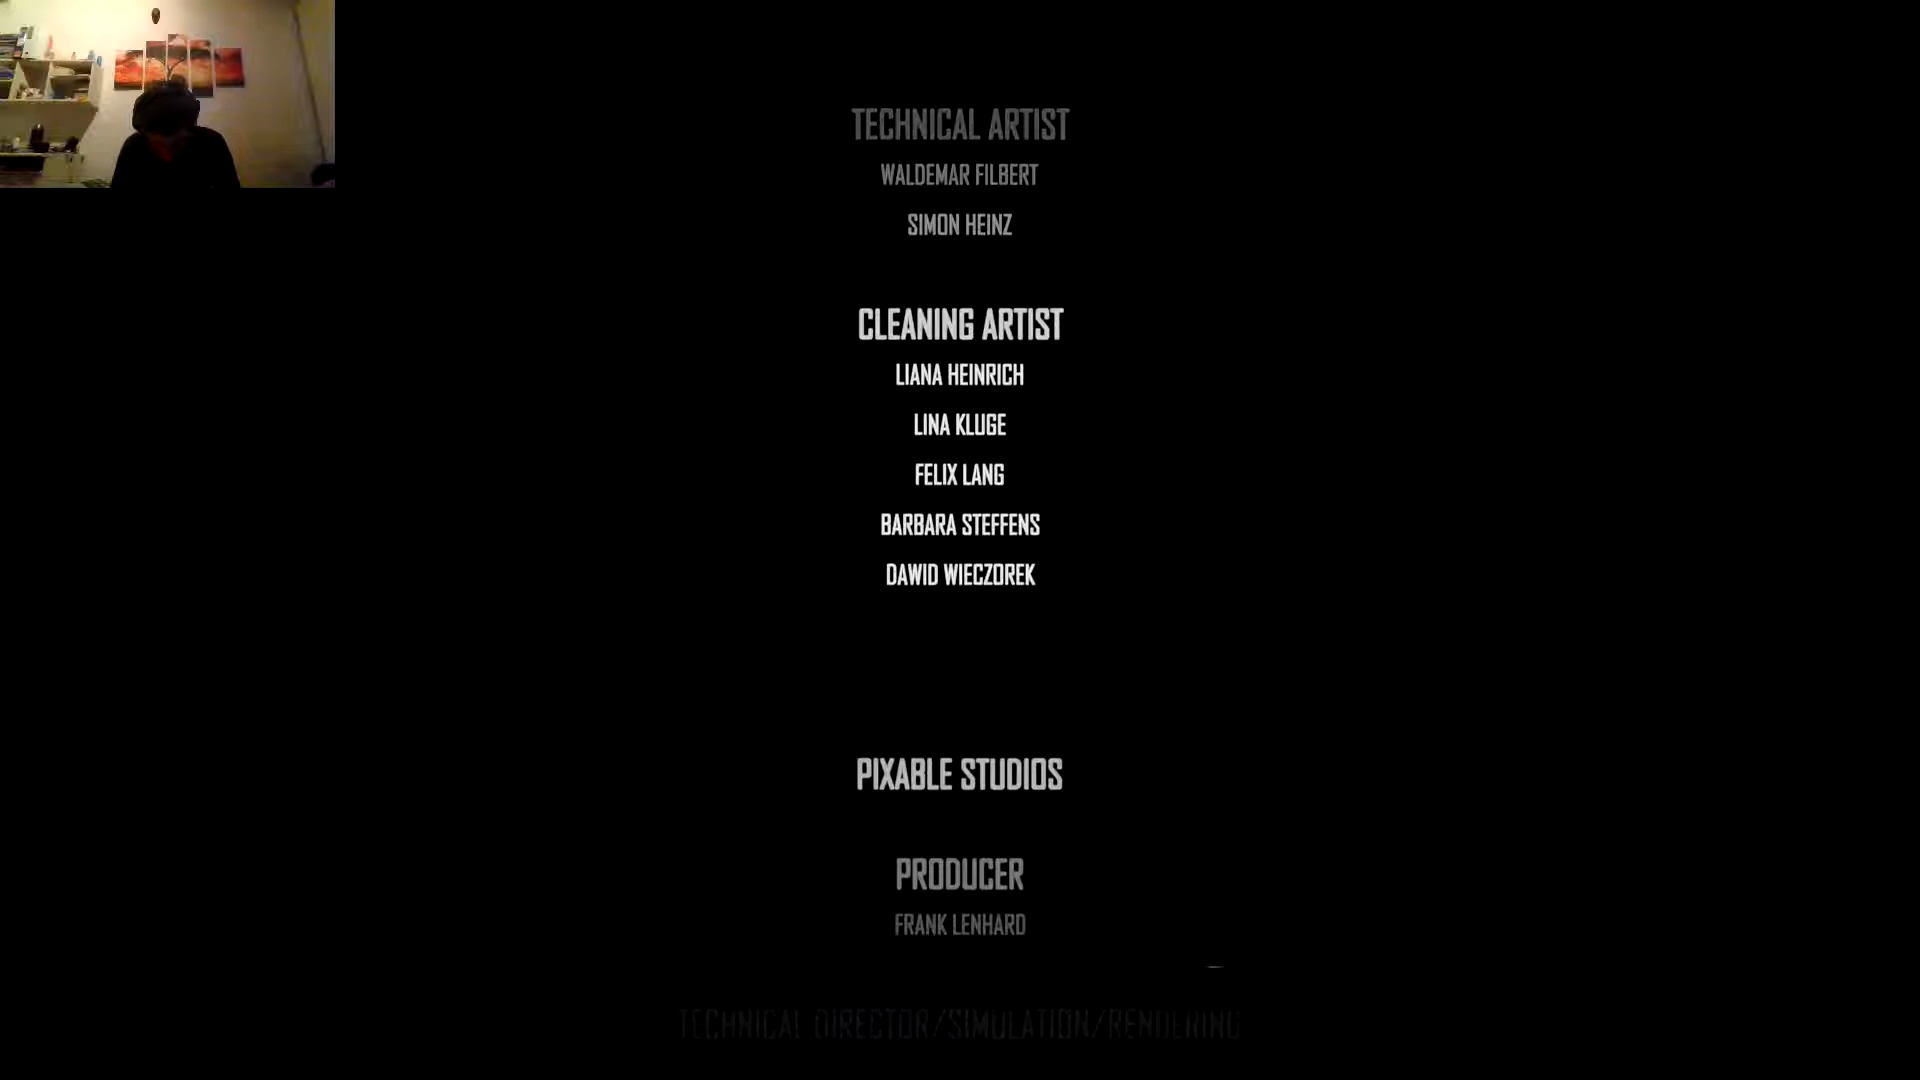 TECHNICAL ARTIST
WALDEMAR FILBERT
SIMON HEINZ
CLEANING ARTIST
LIANA HEINRICH
LINA KLUGE
FELIX LANG
BARBARA STEFFENS
DAWID WIECZOREK
PIXABLE STUDIOS
PRODUCER
FRANK LENHARD
TECHNICAL DIRECTOR/SIMULATION/RENDERING